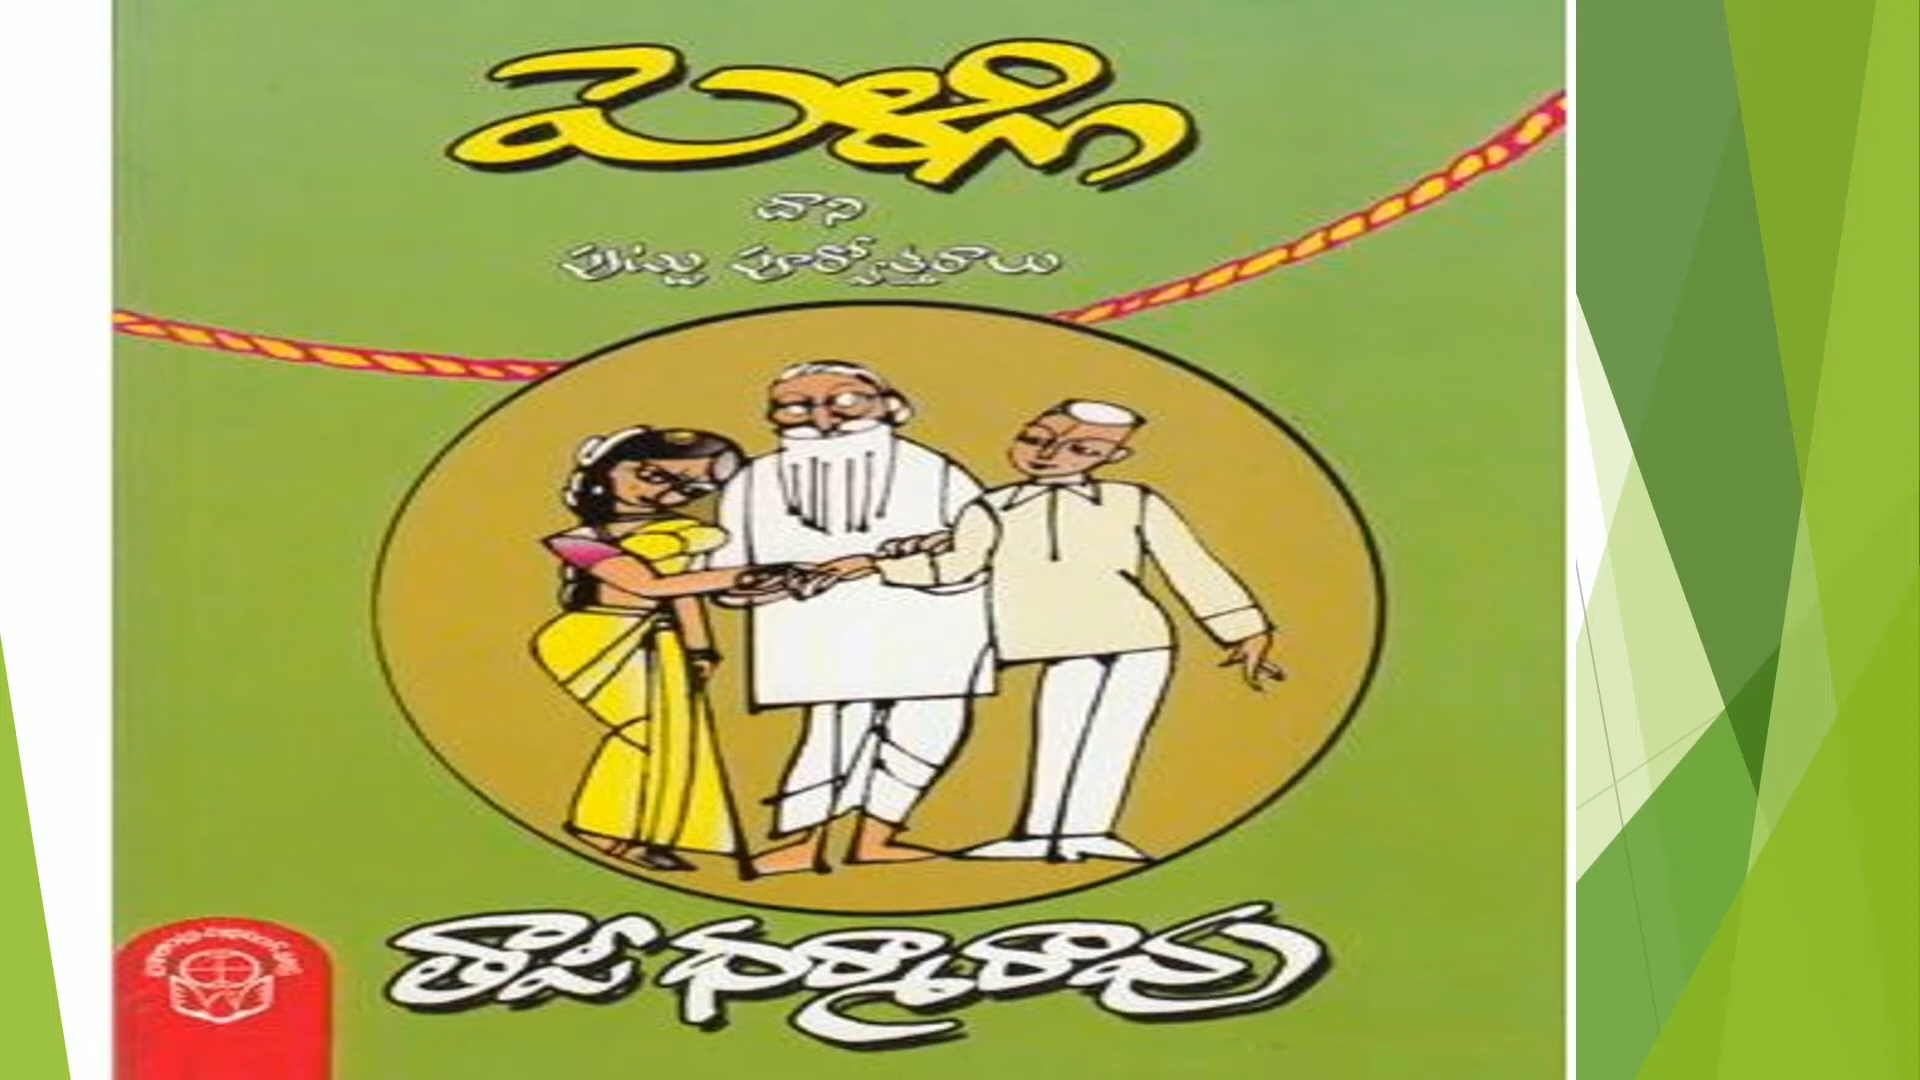 పెళ్లి
దాని
పుట్టు పూర్వోత్తరాలు
తాపీ ధర్మారావు